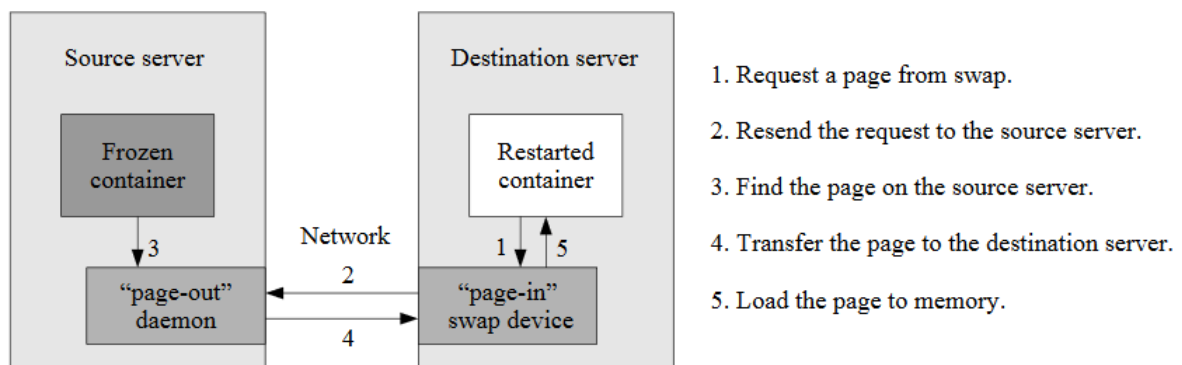 Source server
Frozen
container
3
“page-out”
daemon
Network
2
4
Destination server
Restarted
container
1
5
“page-in”
swap device
1. Request a page from swap.
2. Resend the request to the source server.
3. Find the page on the source server.
4. Transfer the page to the destination server.
5. Load the page to memory.